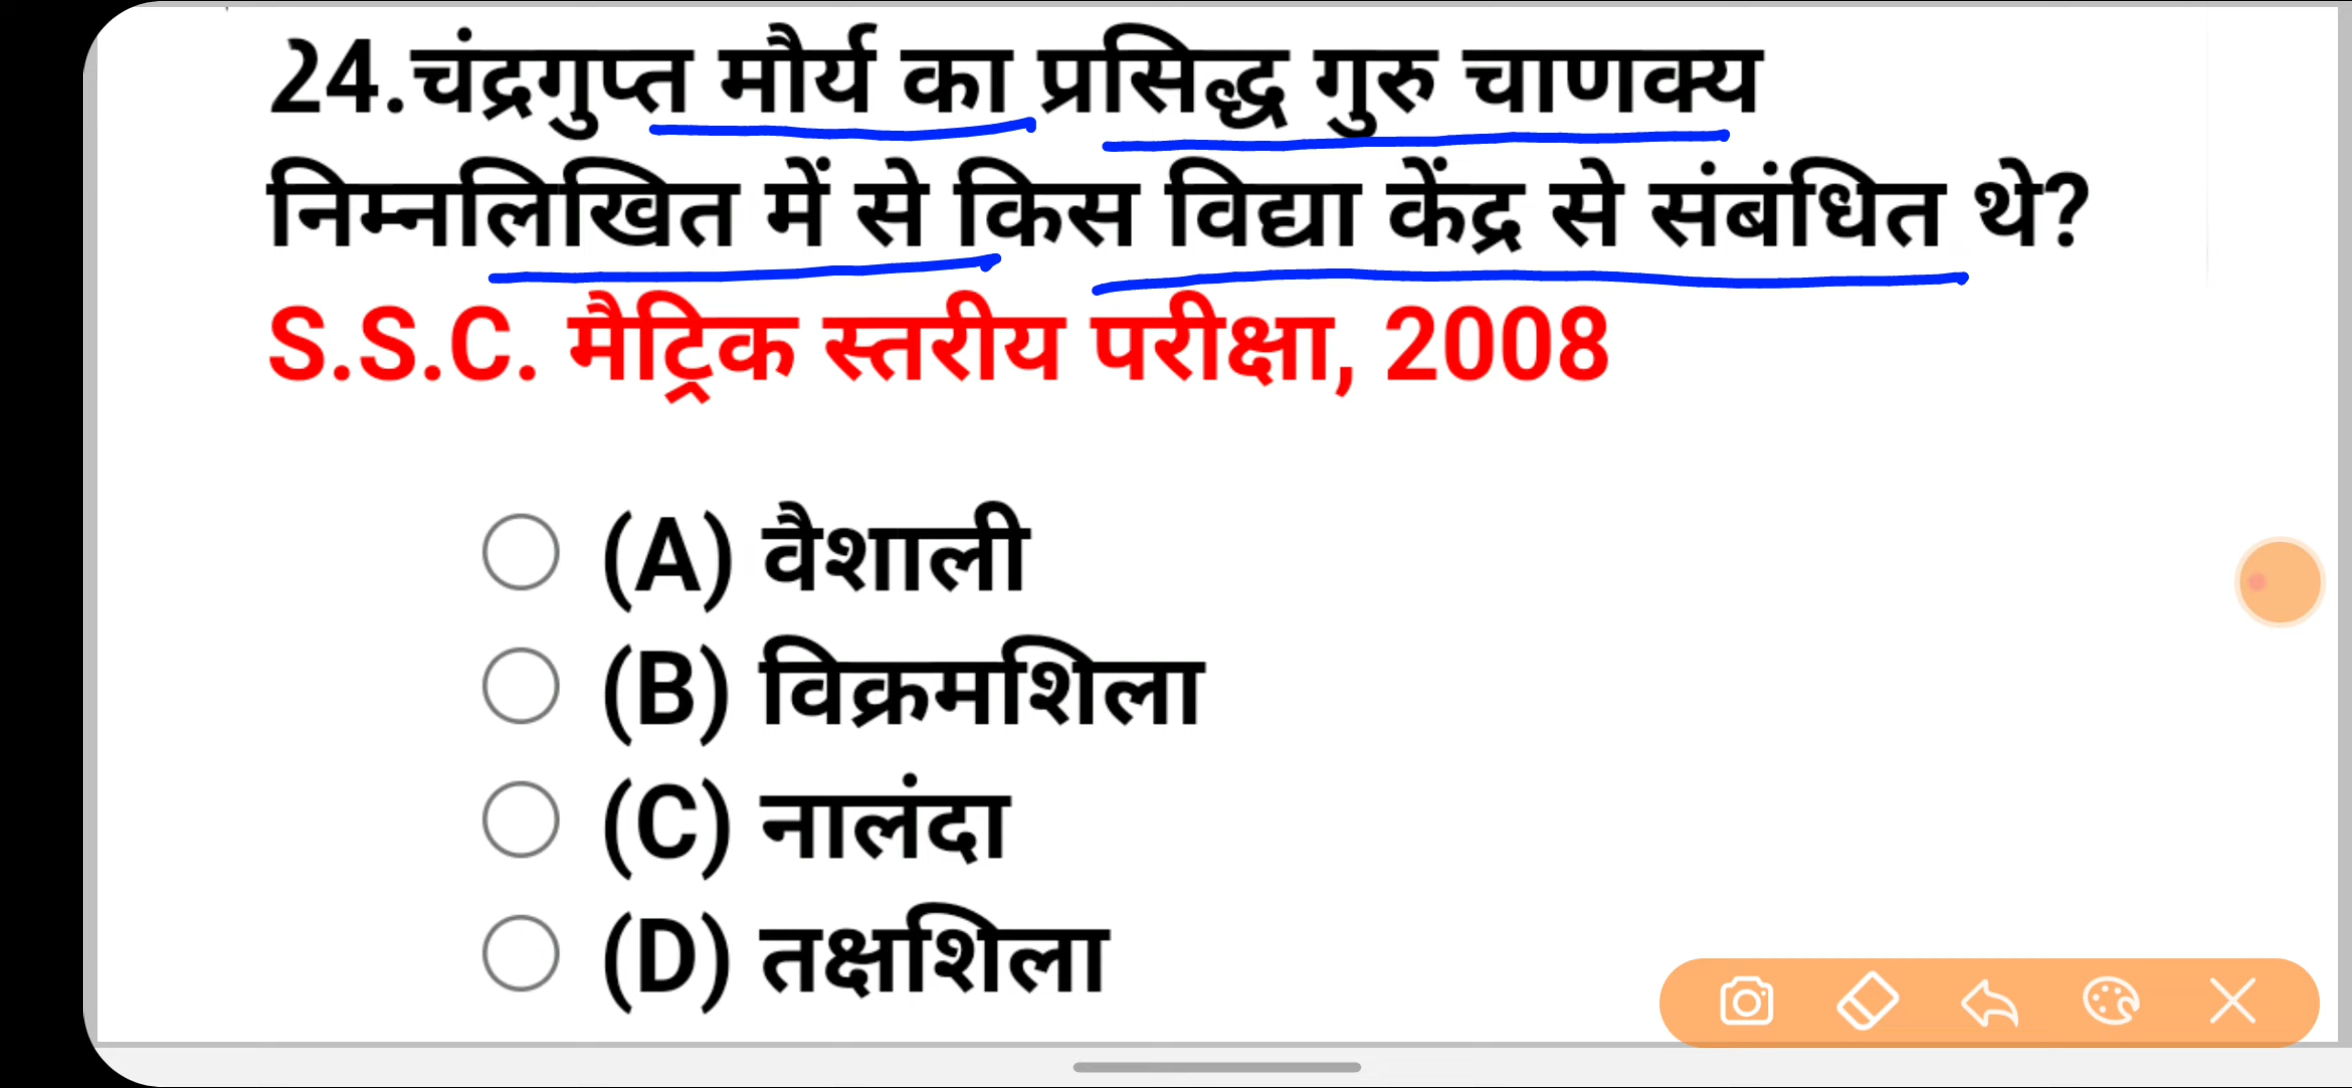 24.चंद्रगुप्त मौर्य का प्रसिद्ध गुरु चाणक्य
निम्नलिखित में से किस विद्या केंद्र से संबंधित थे?
S.S.C. मैट्रिक स्तरीय परीक्षा, 2008
(A) वैशाली
(B) विक्रमशिला
(C) नालंदा
(D) तक्षशिला